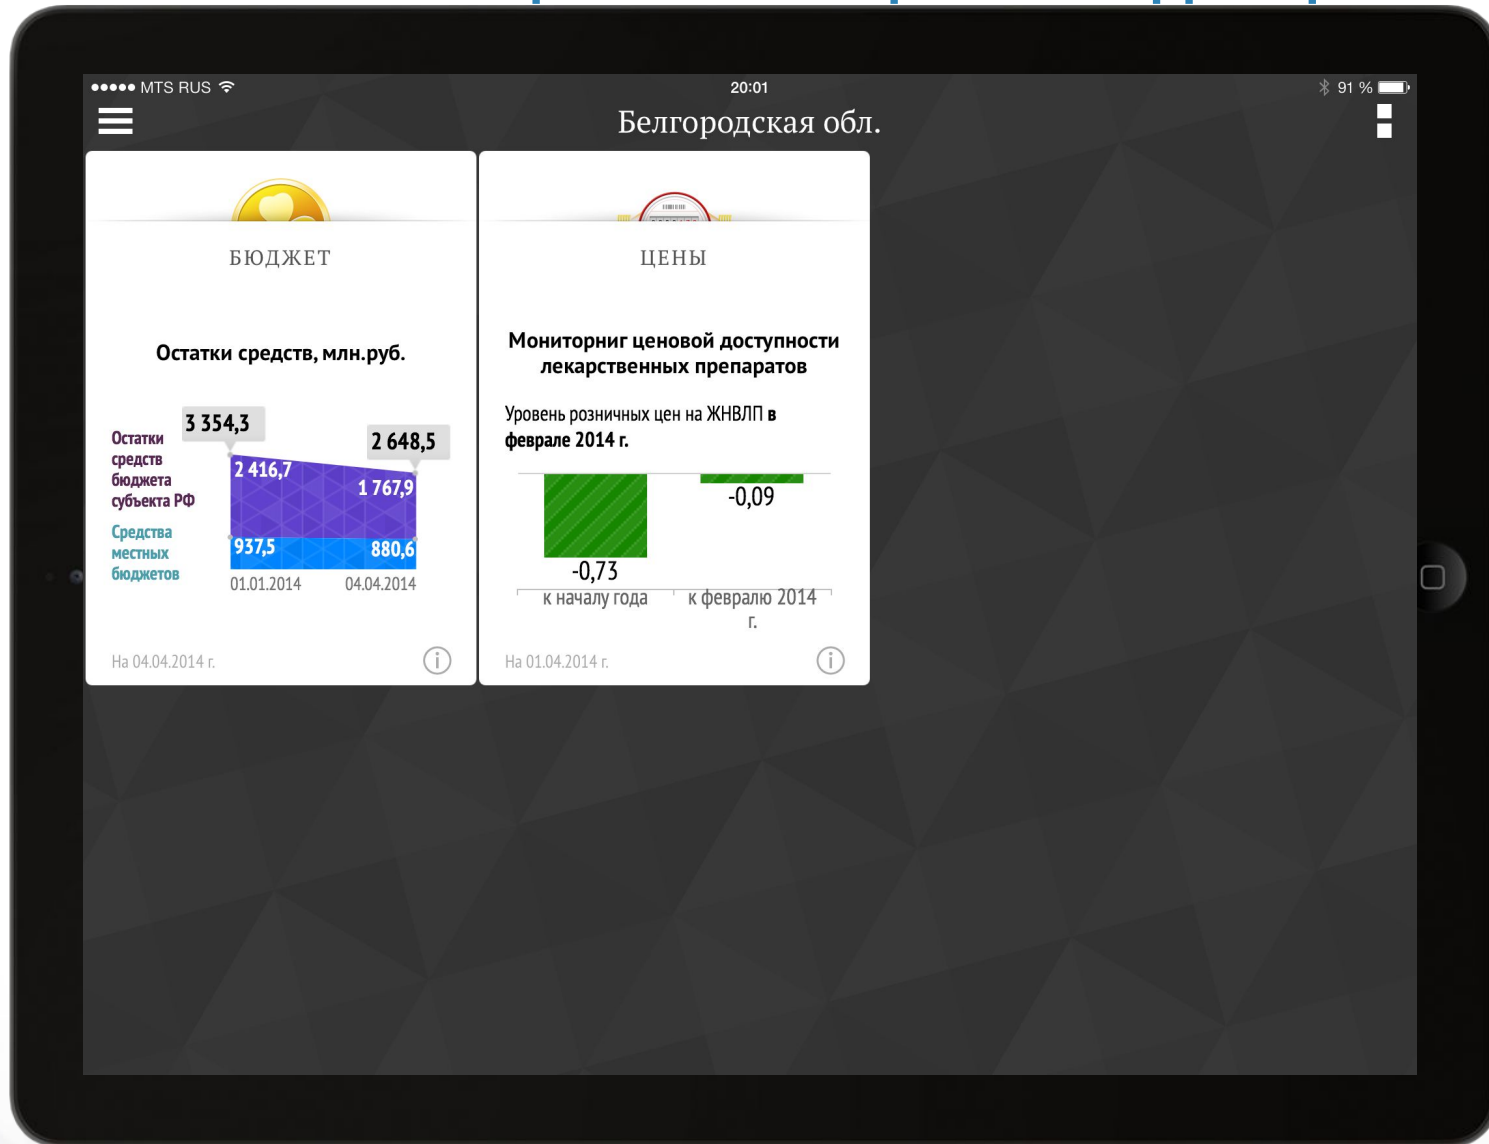 MTS RUS
20:01
91 %
Белгородская обл.
БЮДЖЕТ
Остатки средств, млн.руб.
3 354,3
2 648,5
Остатки
средств
бюджета
субъекта РФ
2 416,7
1 767,9
Средства
местных
бюджетов
937,5
880,6
01.01.2014
04.04.2014
На 04.04.2014 г.
ЦЕНЫ
Мониторниг ценовой доступности
лекарственных препаратов
Уровень розничных цен на ЖНВЛП в
феврале 2014 г.
-0,09
-0,73
к началу года
к февралю 2014
г.
На 01.04.2014 г.